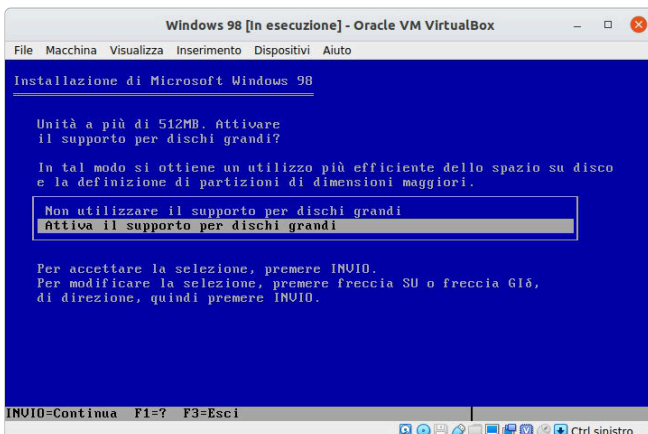 Windows 98 [In esecuzione] - Oracle VM VirtualBox
File Macchina Visualizza Inserimento Dispositivi Aiuto
Installazione di Microsoft Windows 98
Unità a più di 512MB. Attivare
il supporto per dischi grandi?
In tal modo si ottiene un utilizzo più efficiente dello spazio su disco
e la definizione di partizioni di dimensioni maggiori.
Non utilizzare il supporto per dischi grandi
Attiva il supporto per dischi grandi
Per accettare la selezione, premere INVIO.
Per modificare la selezione, premere freccia SU o freccia GIó,
di direzione, quindi premere INVIO.
INVIO=Continua F1=? F3=Esci
Ctrl sinistro